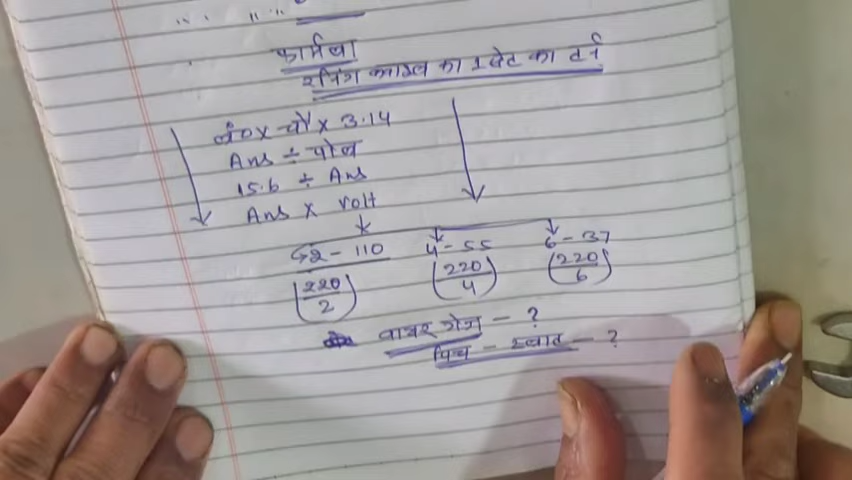 फार्मूला
रनिंग क्वाइल का 1 खेट का टर्न
लं० x चौ x 3.14
Ans ÷ पोल
15.6 ÷ Ans
Ans x volt
2 - 110 4 - 55 6 - 37
(220/2) (220/4) (220/6)
वायर गेज - ?
पिच - स्लाट - ?